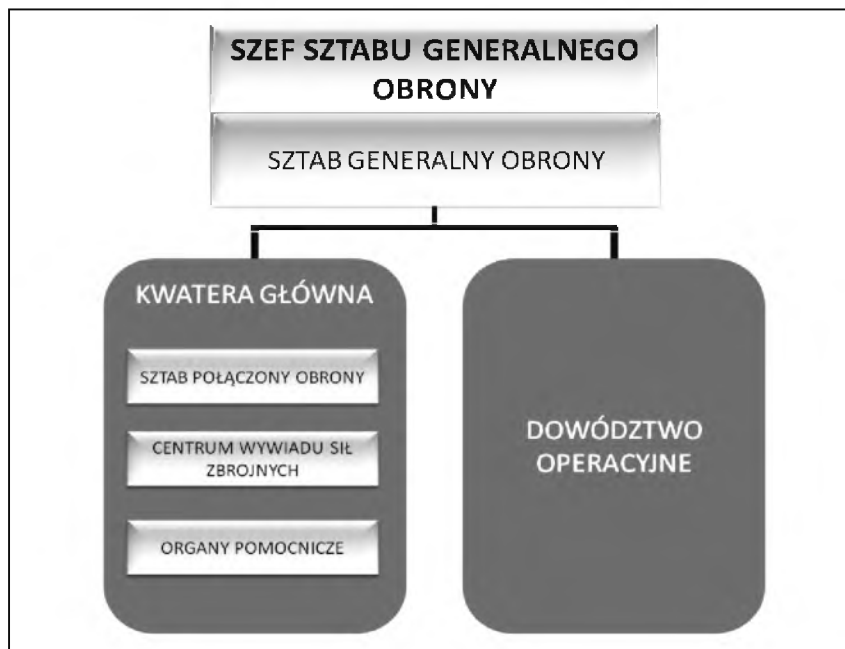 SZEF SZTABU GENERALNEGO
OBRONY
SZTAB GENERALNY OBRONY
KWATERA GŁÓWNA
SZTAB POŁĄCZONY OBRONY
CENTRUM WYWIADU SIŁ
ZBROJNYCH
ORGANY POMOCNICZE
DOWÓDZTWO
OPERACYJNE